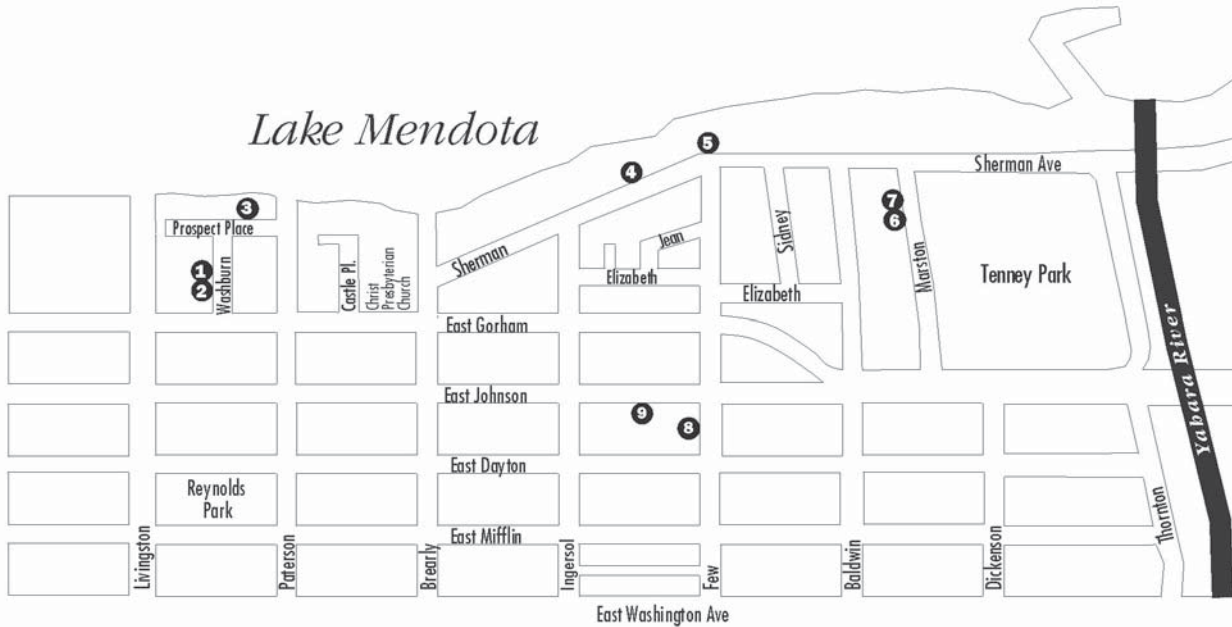 Lake Mendota
5
Sherman Ave
4
3
7
6
Prospect Place
Sidney
Jean
Sherman
1
2
Washburn
Castle Pl.
Christ
Presbyterian
Church
Elizabeth
Elizabeth
Marston
Tenney Park
East Gorham
East Johnson
9
8
Yabara River
East Dayton
Reynolds
Park
East Mifflin
Livingston
Paterson
Brearly
Ingersol
Few
Baldwin
Dickenson
Thornton
East Washington Ave